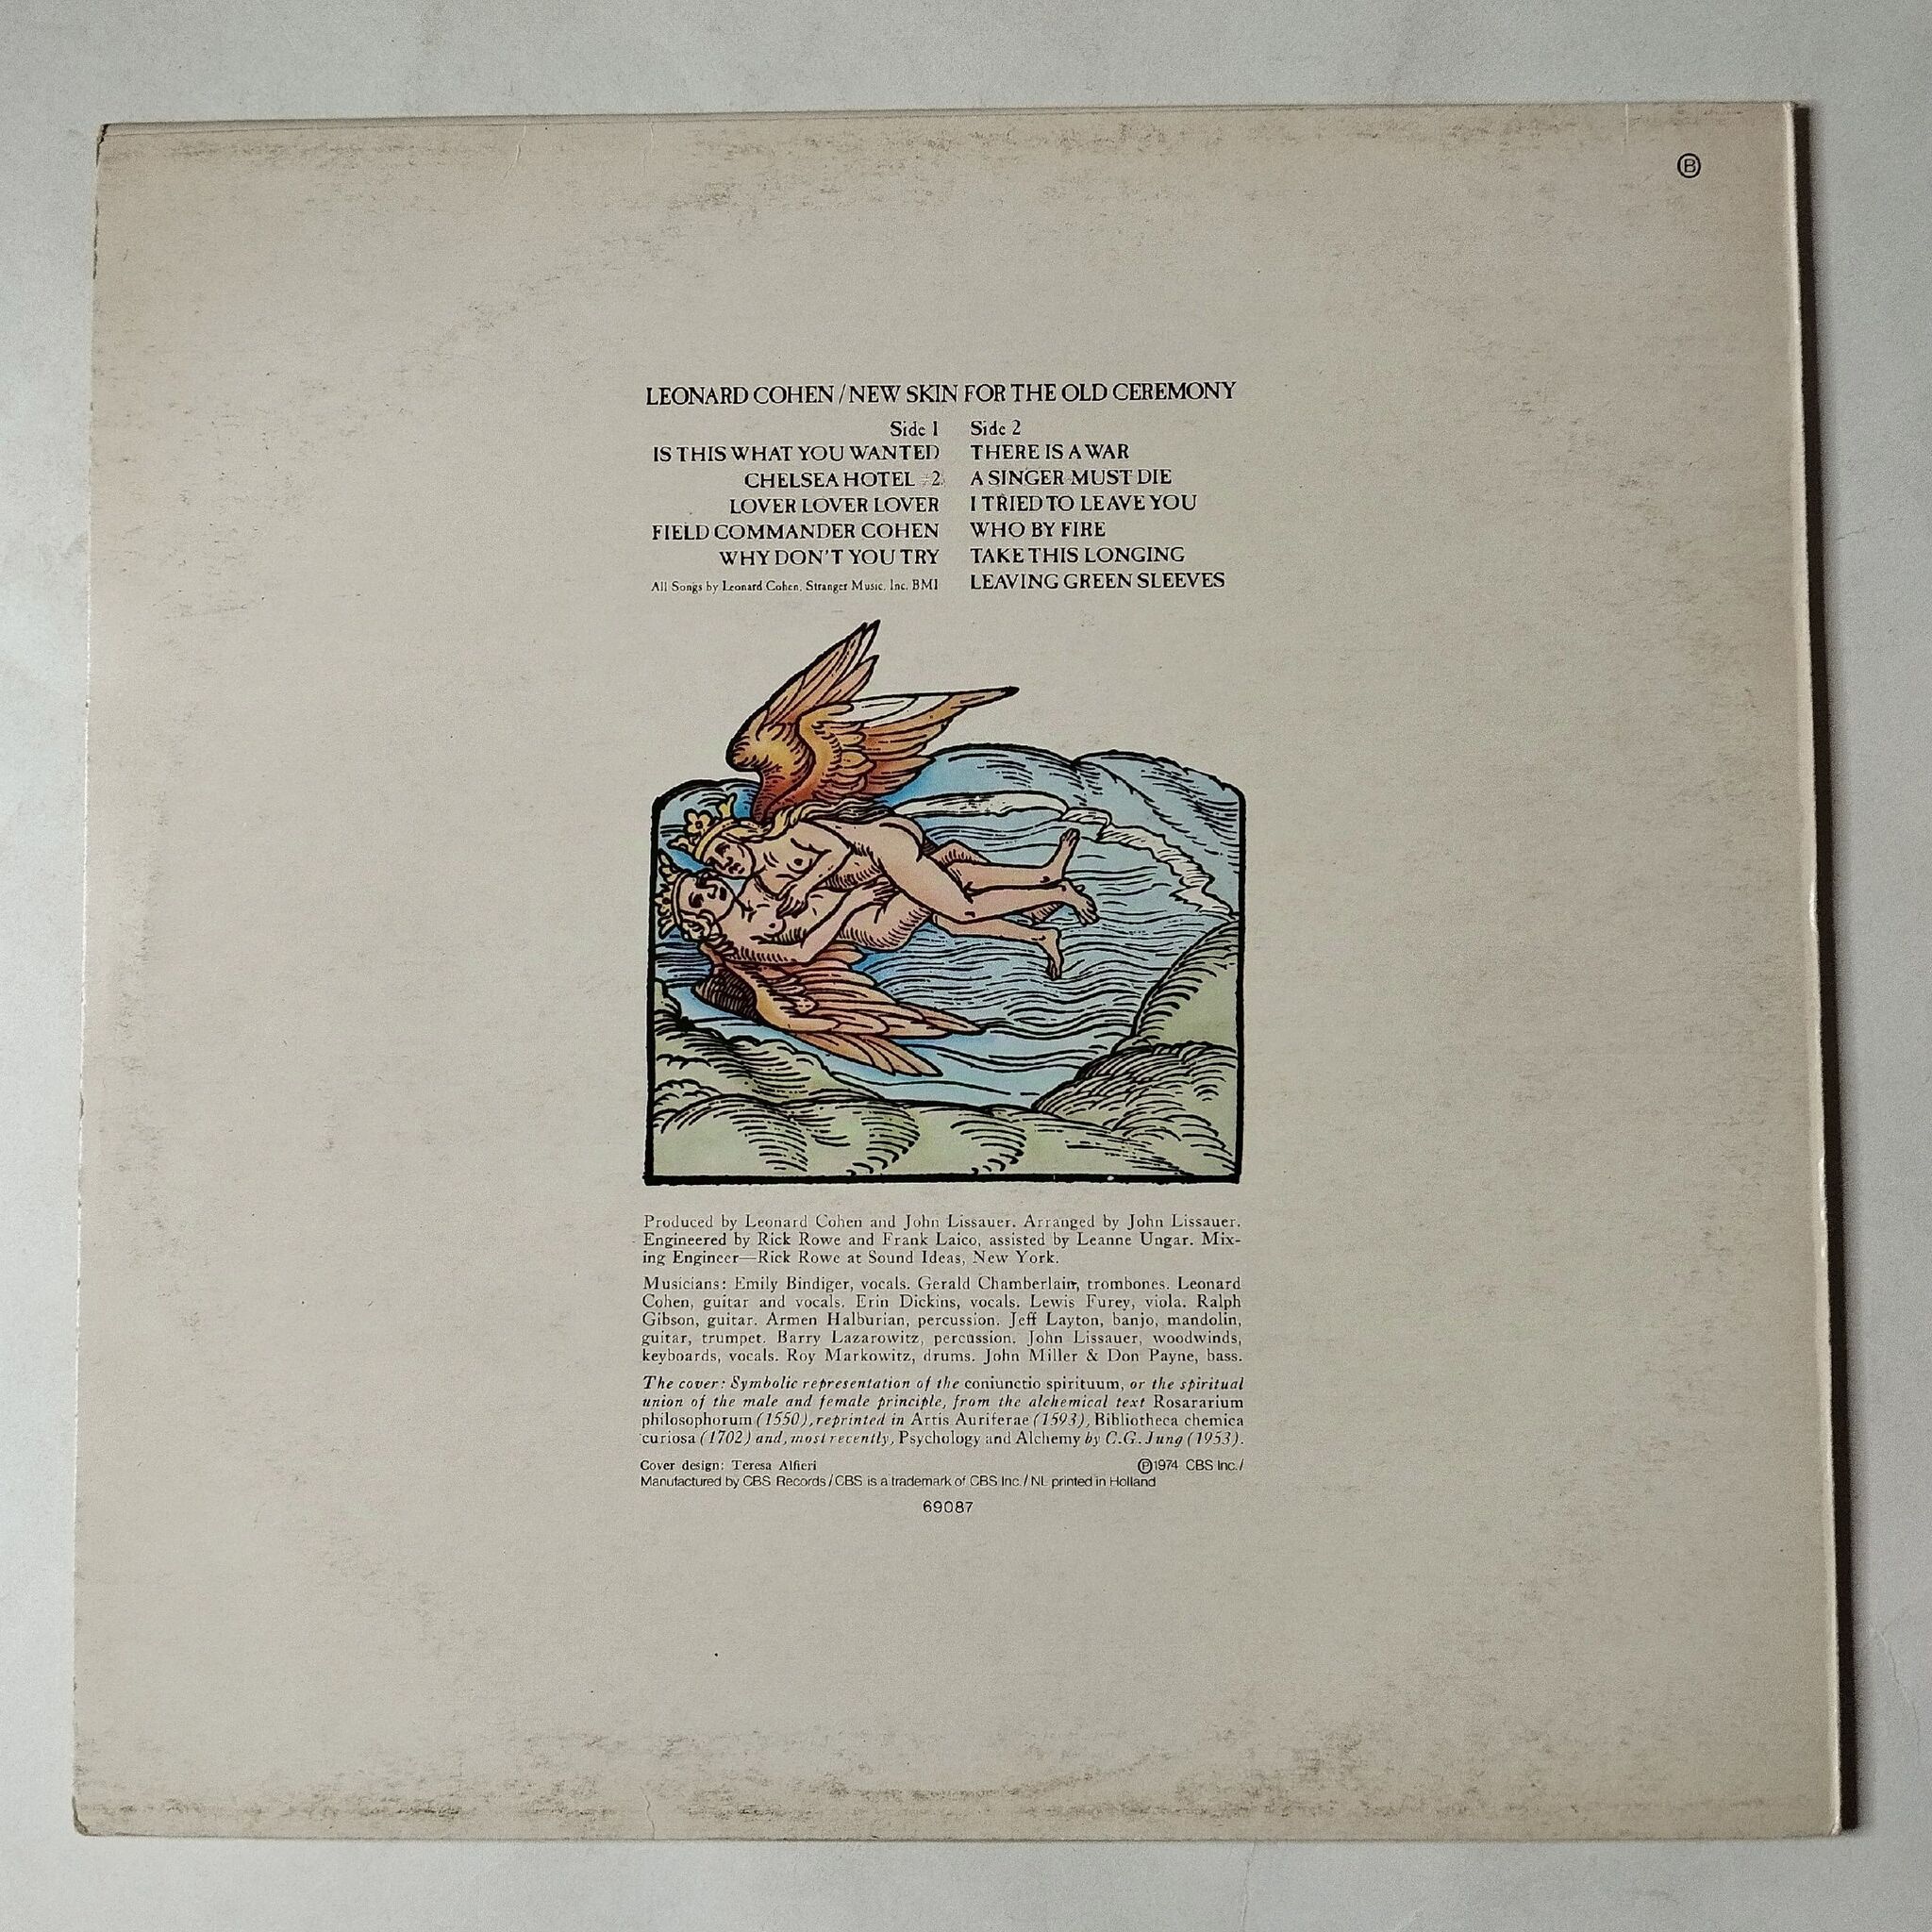 B
LEONARD COHEN/NEW SKIN FOR THE OLD CEREMONY
Side 1
IS THIS WHAT YOU WANTED
CHELSEA HOTEL #2
LOVER LOVER LOVER
FIELD COMMANDER COHEN
WHY DON'T YOU TRY
All Songs by Leonard Cohen, Stranger Music, Inc. BMI
Side 2
THERE IS A WAR
A SINGER MUST DIE
I TRIED TO LEAVE YOU
WHO BY FIRE
TAKE THIS LONGING
LEAVING GREEN SLEEVES
Produced by Leonard Cohen and John Lissauer. Arranged by John Lissauer.
Engineered by Rick Rowe and Frank Laico, assisted by Leanne Ungar. Mix-
ing Engineer—Rick Rowe at Sound Ideas, New York.
Musicians: Emily Bindiger, vocals. Gerald Chamberlain, trombones. Leonard
Cohen, guitar and vocals. Erin Dickins, vocals. Lewis Furey, viola. Ralph
Gibson, guitar. Armen Halburian, percussion. Jeff Layton, banjo, mandolin,
guitar, trumpet. Barry Lazarowitz, percussion. John Lissauer, woodwinds,
keyboards, vocals. Roy Markowitz, drums. John Miller & Don Payne, bass.
The cover: Symbolic representation of the coniunctio spirituum, or the spiritual
union of the male and female principle, from the alchemical text Rosararium
philosophorum (1550), reprinted in Artis Auriferae (1593), Bibliotheca chemica
curiosa (1702) and, most recently, Psychology and Alchemy by C.G. Jung (1953).
Cover design: Teresa Alfieri ℗1974 CBS Inc./
Manufactured by CBS Records/CBS is a trademark of CBS Inc./NL printed in Holland
69087